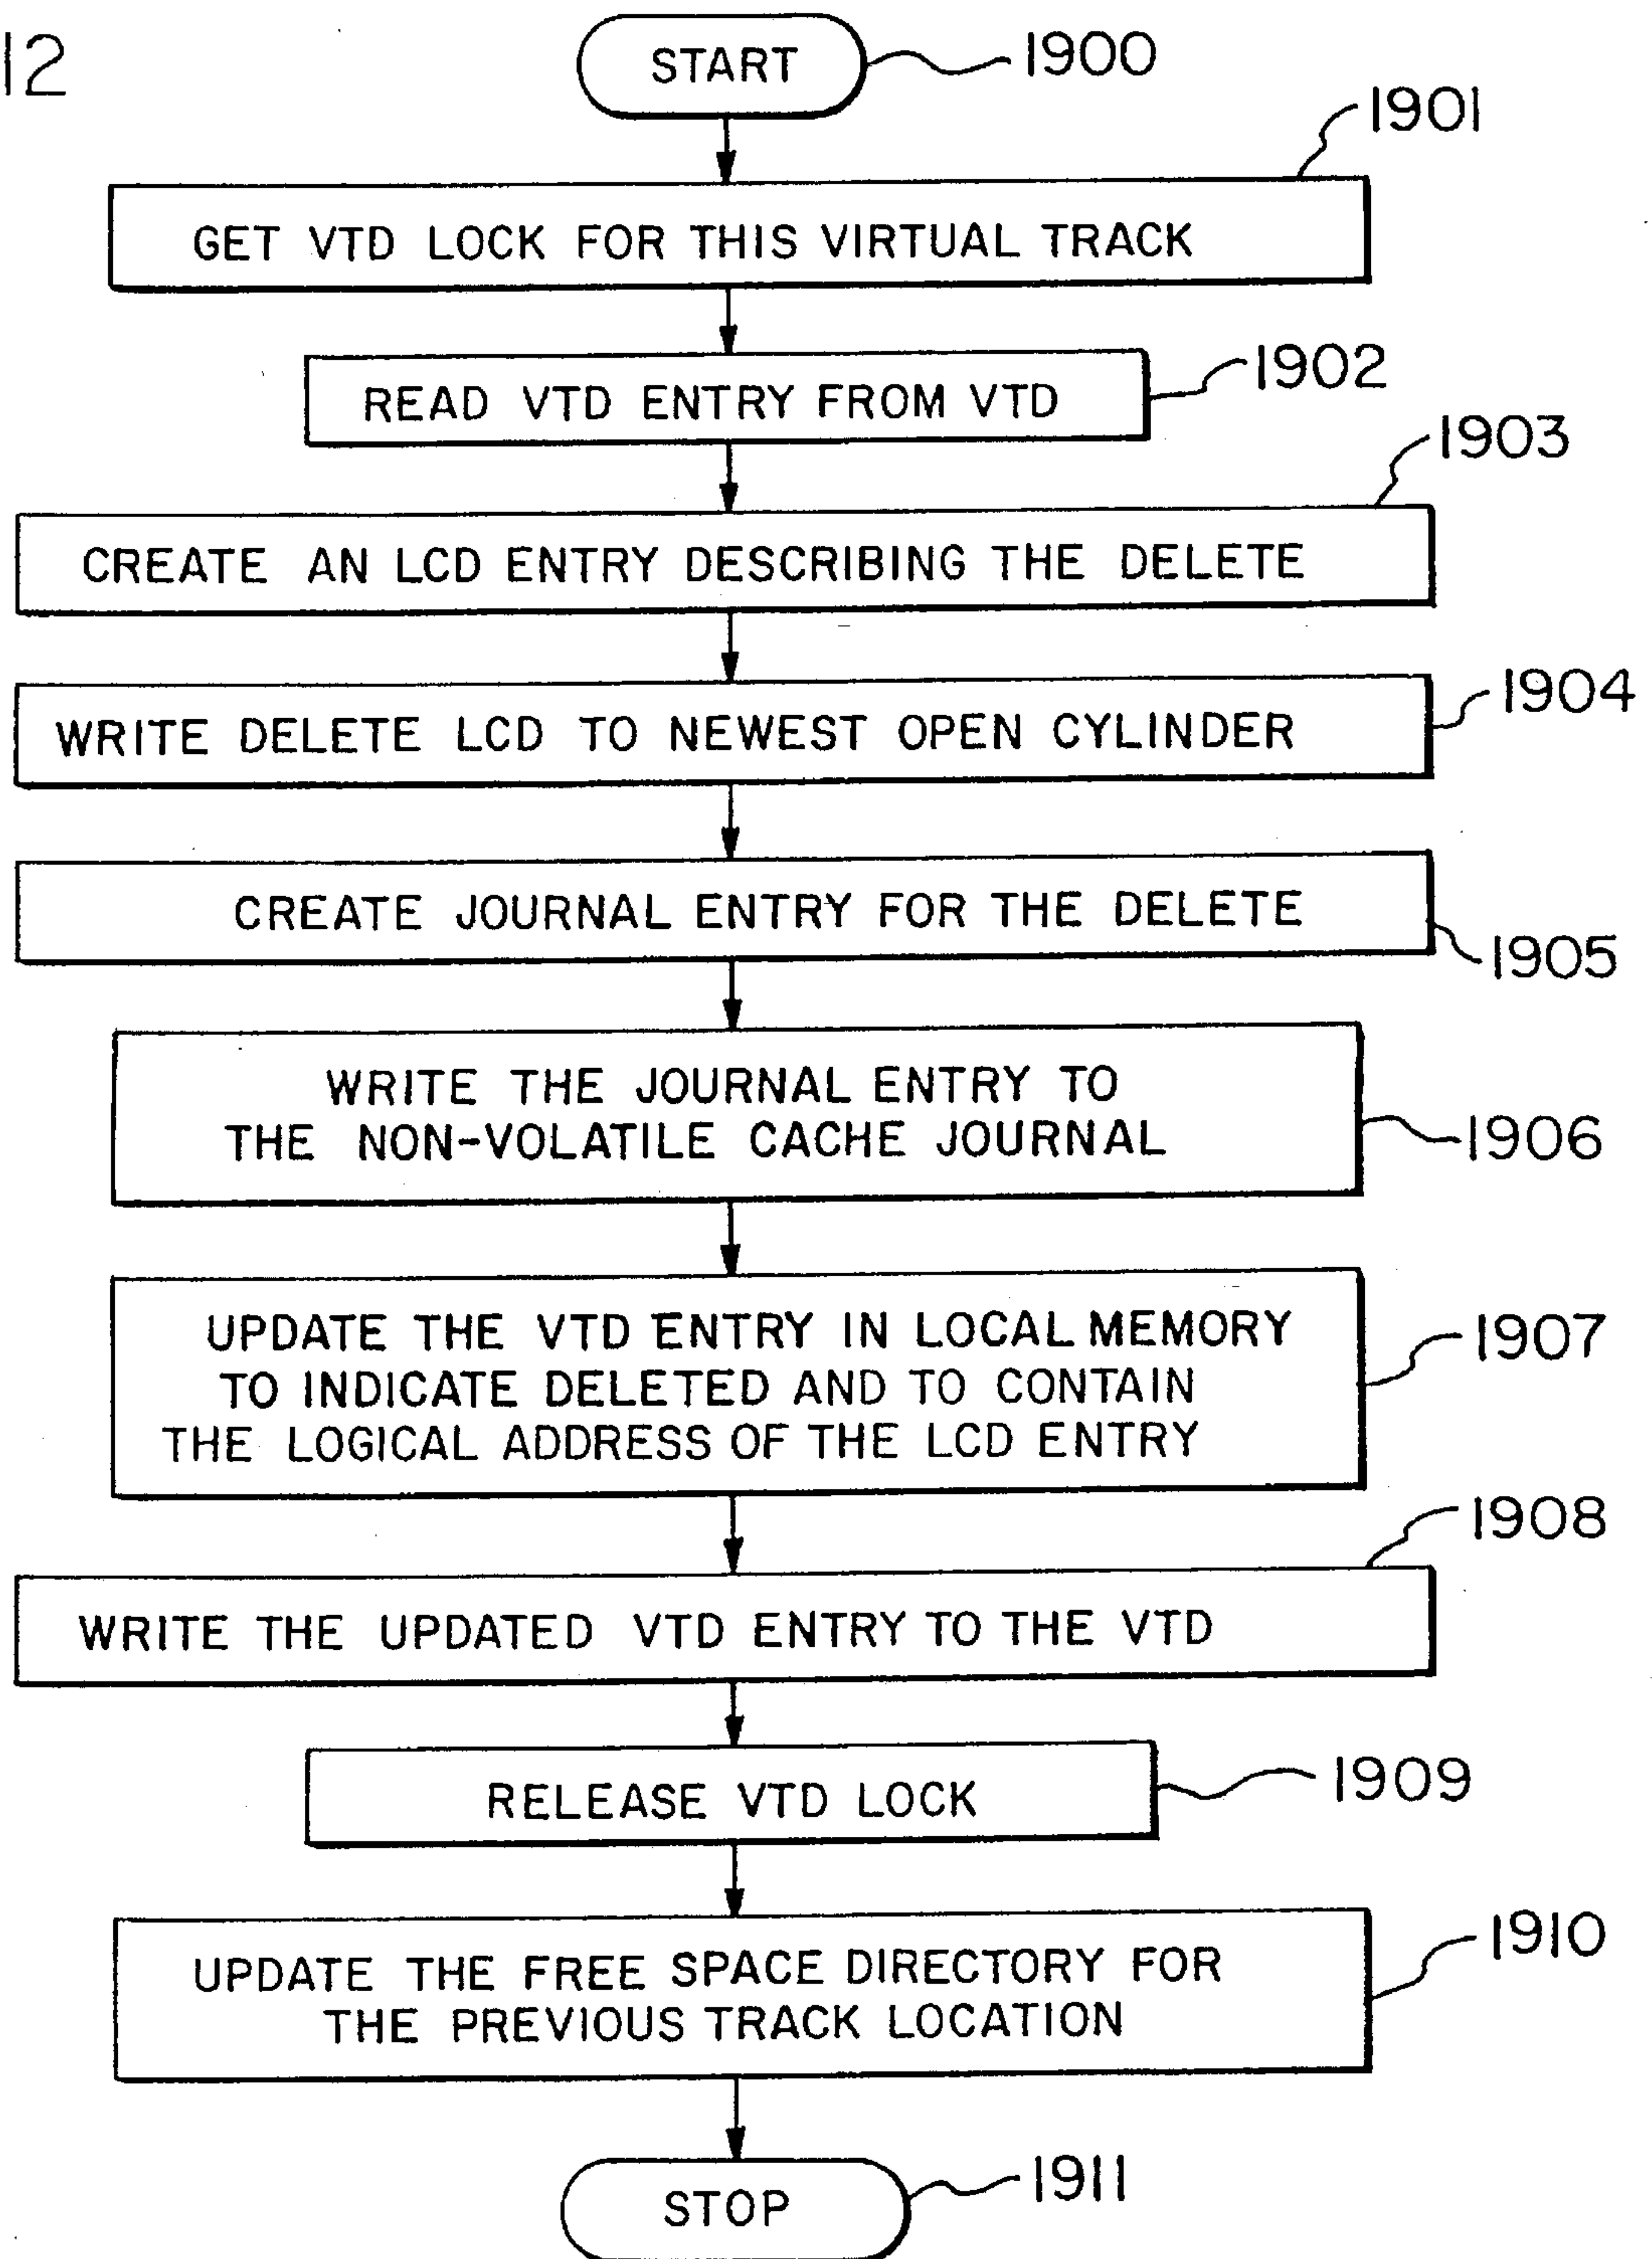 12
START
1900
1901
GET VTD LOCK FOR THIS VIRTUAL TRACK
1902
READ VTD ENTRY FROM VTD
1903
CREATE AN LCD ENTRY DESCRIBING THE DELETE
1904
WRITE DELETE LCD TO NEWEST OPEN CYLINDER
CREATE JOURNAL ENTRY FOR THE DELETE
1905
WRITE THE JOURNAL ENTRY TO
THE NON-VOLATILE CACHE JOURNAL
1906
UPDATE THE VTD ENTRY IN LOCAL MEMORY
TO INDICATE DELETED AND TO CONTAIN
THE LOGICAL ADDRESS OF THE LCD ENTRY
1907
1908
WRITE THE UPDATED VTD ENTRY TO THE VTD
RELEASE VTD LOCK
1909
UPDATE THE FREE SPACE DIRECTORY FOR
THE PREVIOUS TRACK LOCATION
1910
STOP
1911